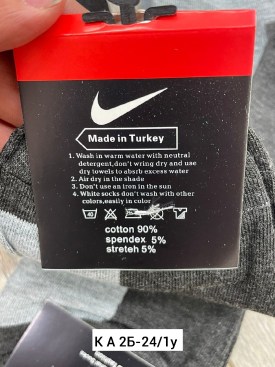 Made in Turkey
1. Wash in warm water with neutral
detergent,don't wring dry and use
dry towels to absrb excess water
2. Air dry in the shade
3. Don't use an iron in the sun
4. White socks don't wash with other
colors,easily in color
40
cotton 90%
spendex 5%
streteh 5%
К А 2Б-24/1у